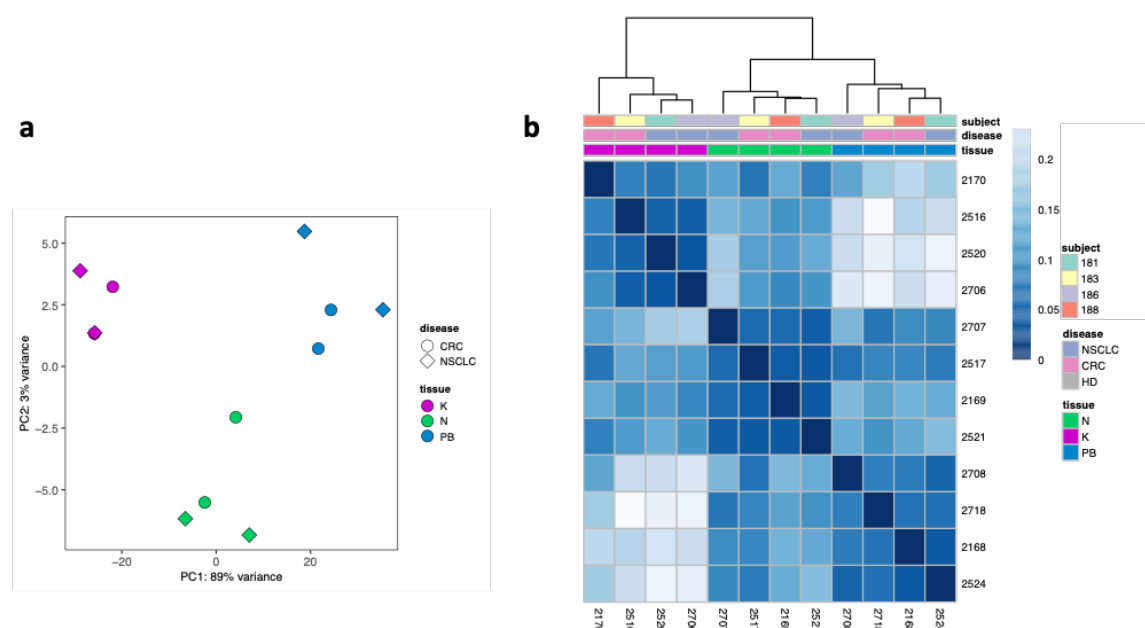 a
5.0
2.5
0.0
−2.5
−5.0
−20
0
20
PC2: 3% variance
PC1: 89% variance
disease
CRC
NSCLC
tissue
K
N
PB
b
subject
disease
tissue
2170
2516
2520
2706
2707
2517
2169
2521
2708
2718
2168
2524
0.2
0.15
0.1
0.05
0
subject
181
183
186
188
disease
NSCLC
CRC
HD
tissue
N
K
PB